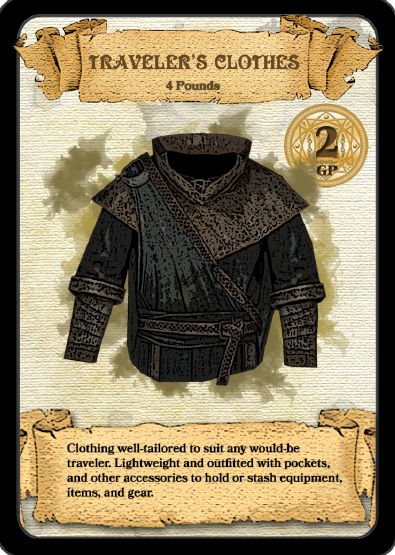 TRAVELER'S CLOTHES
4 Pounds
2
GP
Clothing well-tailored to suit any would-be
traveler. Lightweight and outfitted with pockets,
and other accessories to hold or stash equipment,
items, and gear.